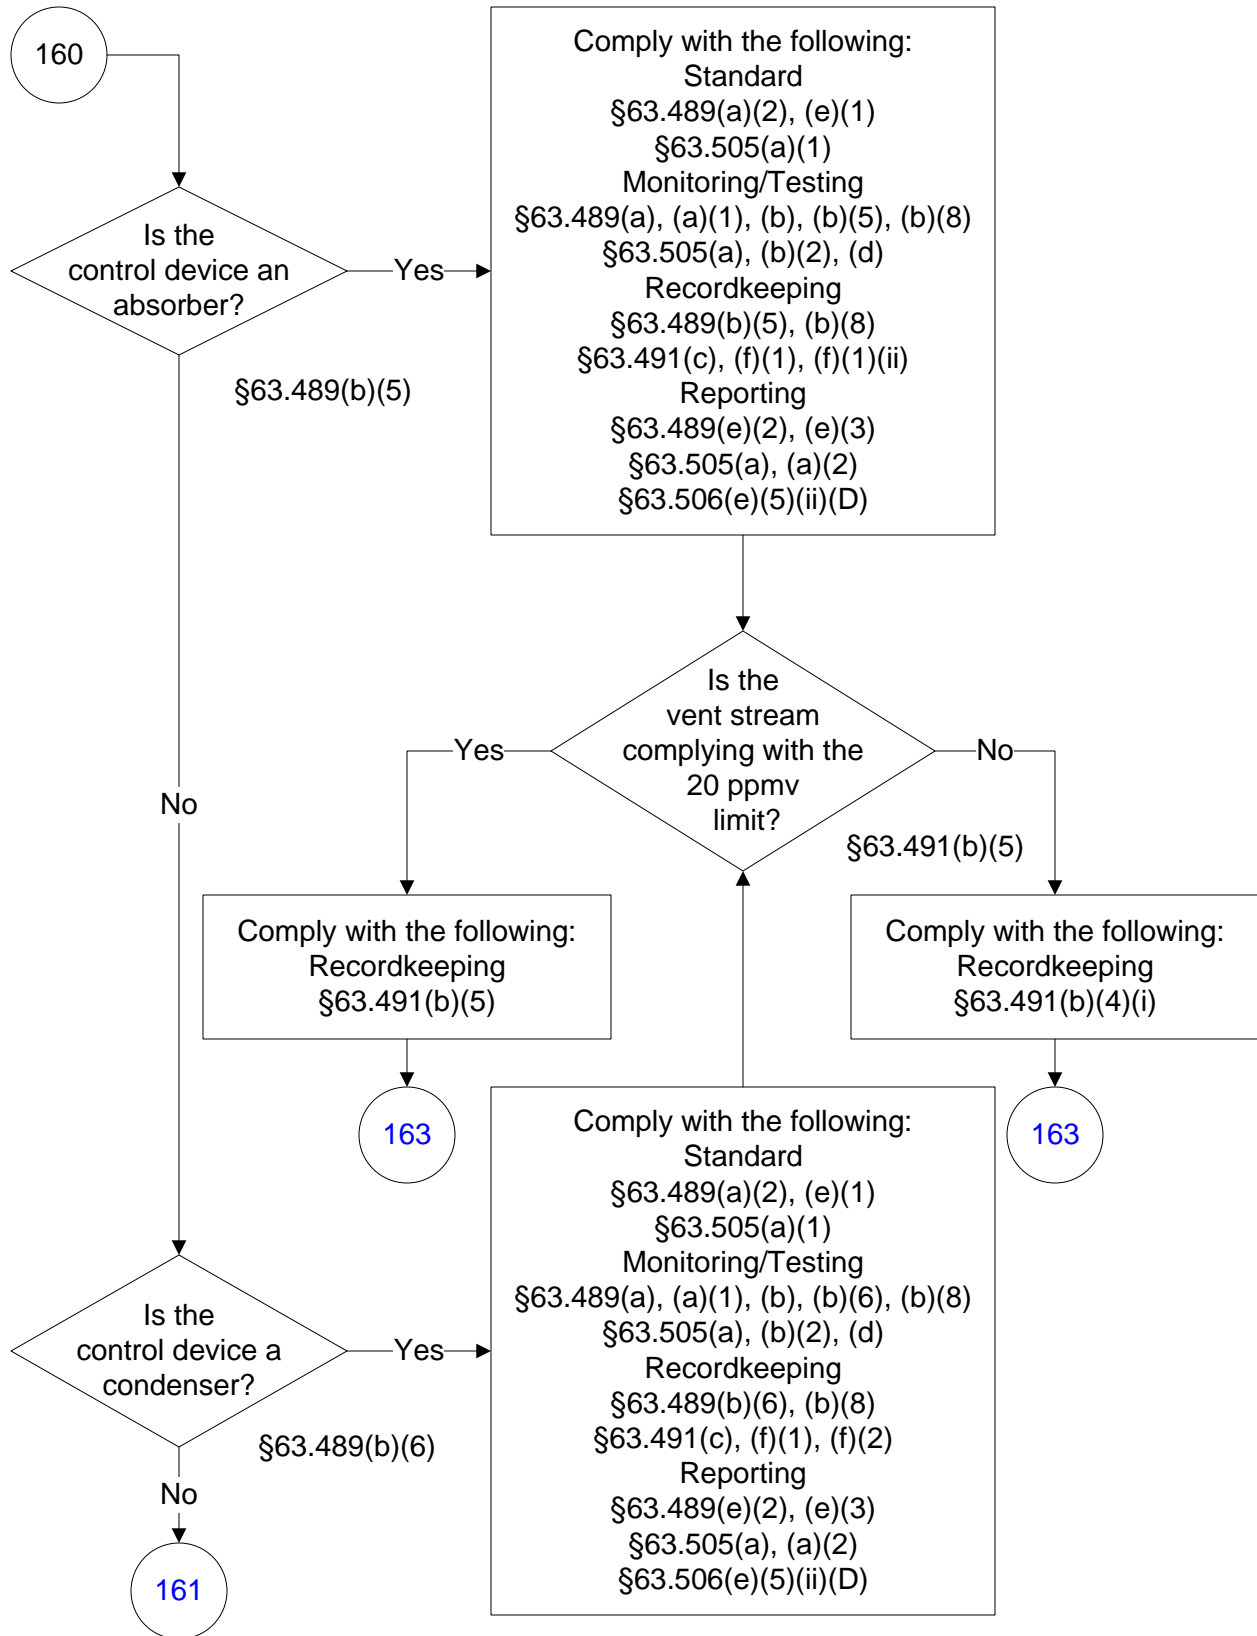 160
Comply with the following:
Standard
§63.489(a)(2), (e)(1)
§63.505(a)(1)
Monitoring/Testing
§63.489(a), (a)(1), (b), (b)(5), (b)(8)
§63.505(a), (b)(2), (d)
Recordkeeping
§63.489(b)(5), (b)(8)
§63.491(c), (f)(1), (f)(1)(ii)
Reporting
§63.489(e)(2), (e)(3)
§63.505(a), (a)(2)
§63.506(e)(5)(ii)(D)
Is the
control device an
absorber?
Yes
§63.489(b)(5)
No
Is the
vent stream
complying with the
20 ppmv
limit?
Yes
No
§63.491(b)(5)
Comply with the following:
Recordkeeping
§63.491(b)(5)
Comply with the following:
Recordkeeping
§63.491(b)(4)(i)
163
163
Comply with the following:
Standard
§63.489(a)(2), (e)(1)
§63.505(a)(1)
Monitoring/Testing
§63.489(a), (a)(1), (b), (b)(6), (b)(8)
§63.505(a), (b)(2), (d)
Recordkeeping
§63.489(b)(6), (b)(8)
§63.491(c), (f)(1), (f)(2)
Reporting
§63.489(e)(2), (e)(3)
§63.505(a), (a)(2)
§63.506(e)(5)(ii)(D)
Is the
control device a
condenser?
Yes
§63.489(b)(6)
No
161